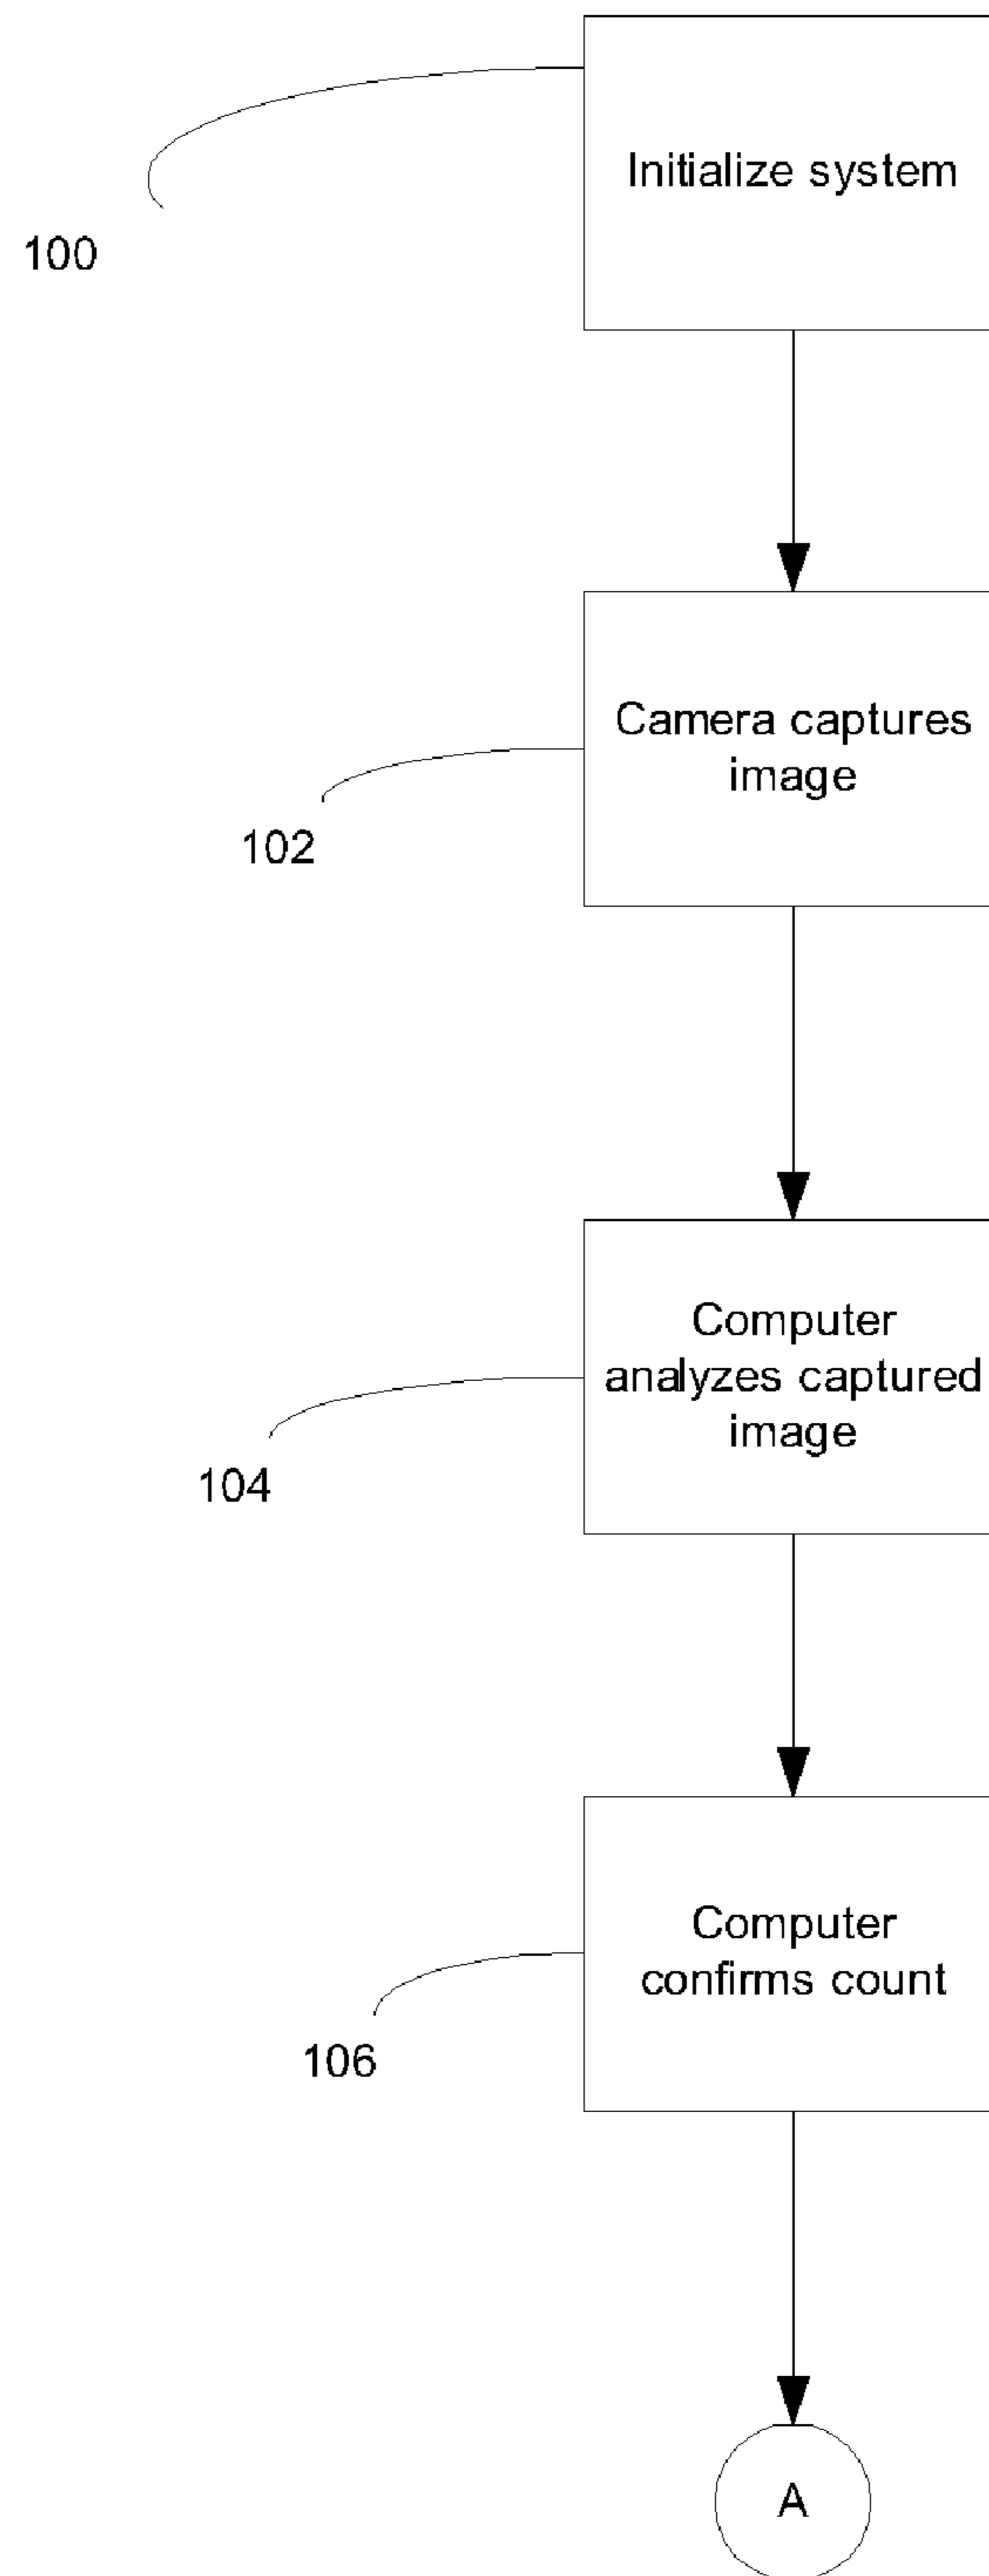 Initialize system
100
Camera captures
image
102
Computer
analyzes captured
image
104
Computer
confirms count
106
A